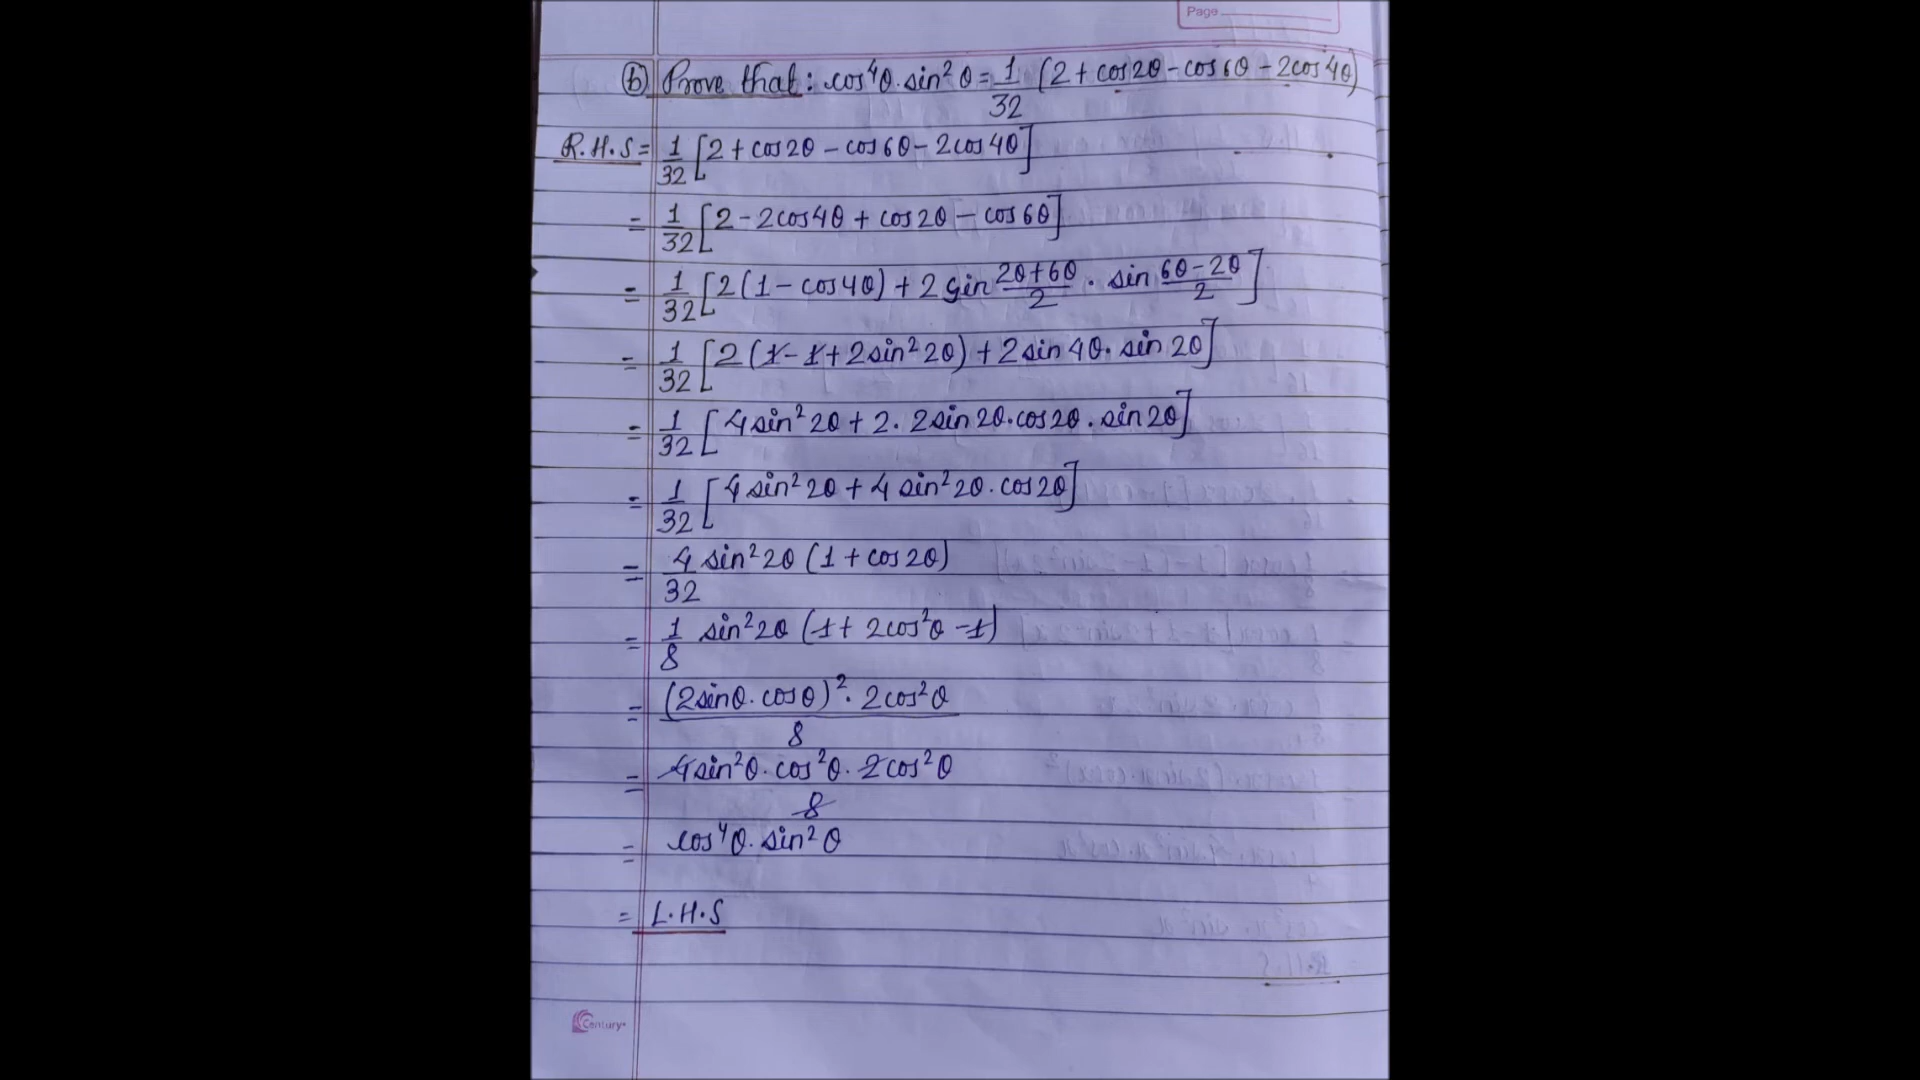 Page
(b) Prove that: cos⁴θ.sin²θ = 1/32 (2 + cos2θ - cos6θ - 2cos4θ)
R.H.S = 1/32 [2 + cos2θ - cos6θ - 2cos4θ]
= 1/32 [2 - 2cos4θ + cos2θ - cos6θ]
= 1/32 [2(1 - cos4θ) + 2 sin (2θ+6θ)/2 . sin (6θ-2θ)/2]
= 1/32 [2(1 - 1 + 2sin²2θ) + 2sin4θ.sin2θ]
= 1/32 [4sin²2θ + 2.2sin2θ.cos2θ.sin2θ]
= 1/32 [4sin²2θ + 4sin²2θ.cos2θ]
= 4/32 sin²2θ (1 + cos2θ)
= 1/8 sin²2θ (1 + 2cos²θ - 1)
= (2sinθ.cosθ)².2cos²θ / 8
= 4sin²θ.cos²θ.2cos²θ / 8
= cos⁴θ.sin²θ
= L.H.S
Century